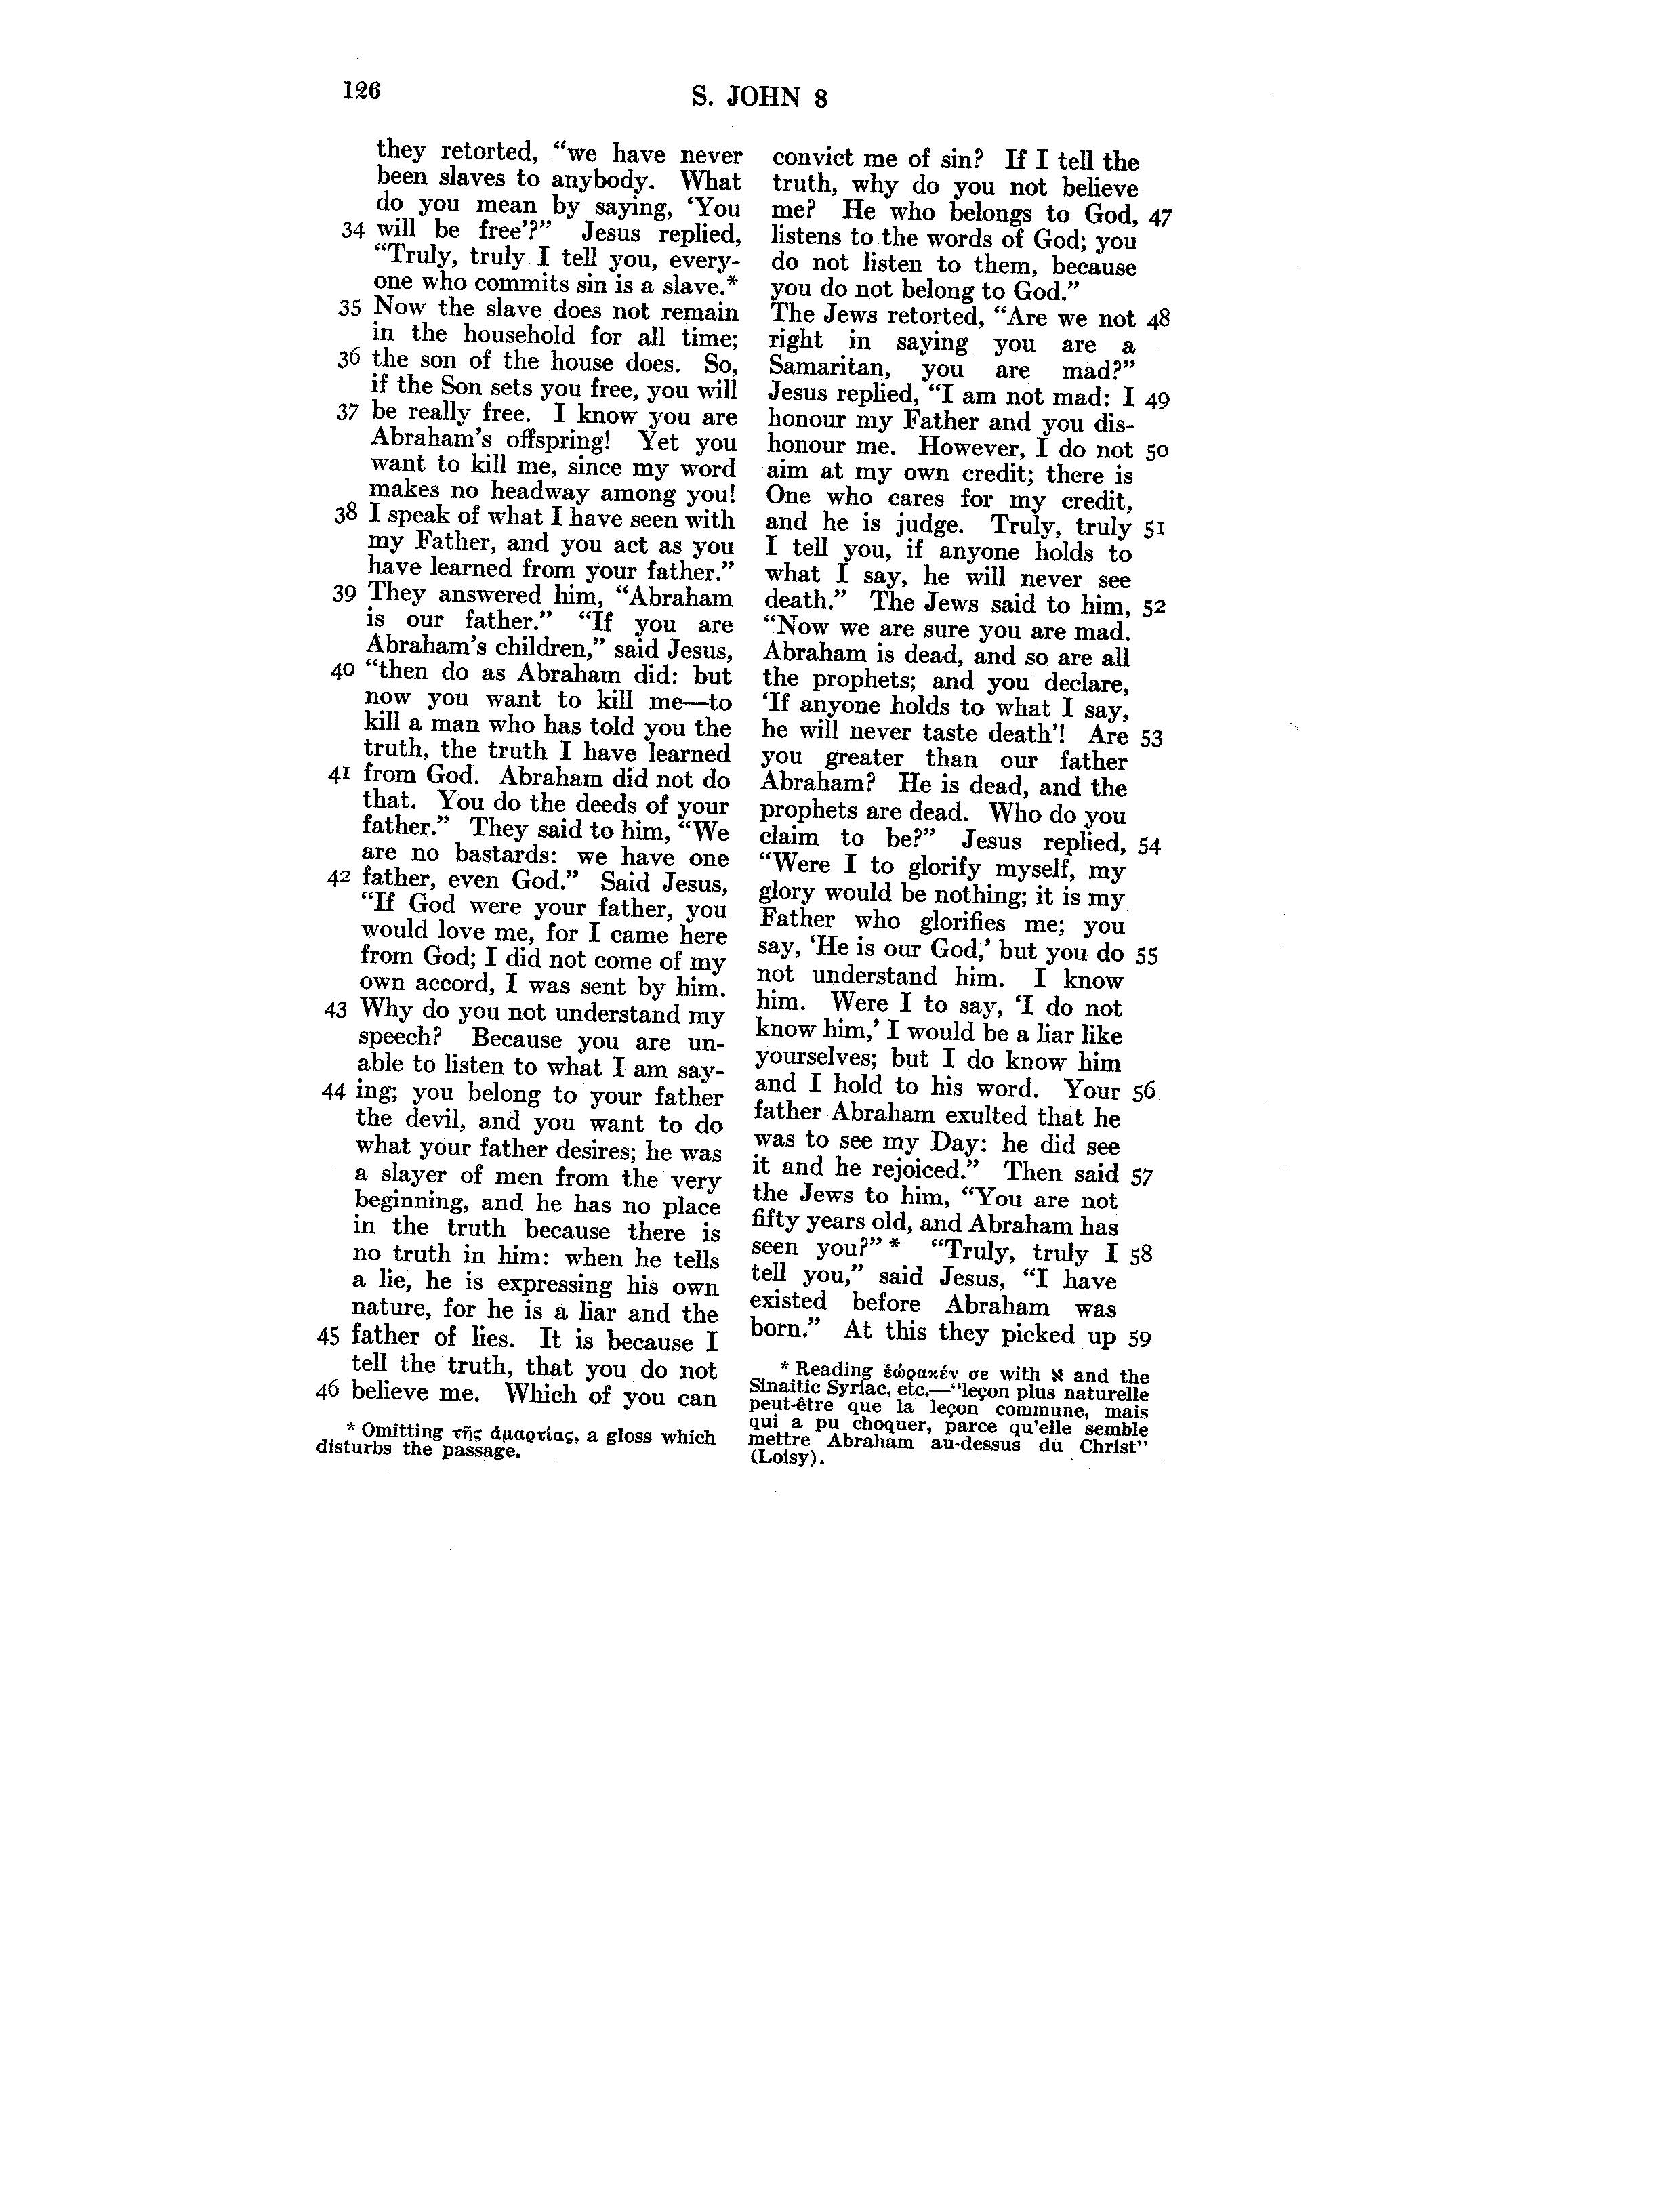 126
S. JOHN 8
they retorted, “we have never
been slaves to anybody. What
do you mean by saying, ‘You
34 will be free’?” Jesus replied,
“Truly, truly I tell you, every-
one who commits sin is a slave.*
35 Now the slave does not remain
in the household for all time;
36 the son of the house does. So,
if the Son sets you free, you will
37 be really free. I know you are
Abraham’s offspring! Yet you
want to kill me, since my word
makes no headway among you!
38 I speak of what I have seen with
my Father, and you act as you
have learned from your father.”
39 They answered him, “Abraham
is our father.” “If you are
Abraham’s children,” said Jesus,
40 “then do as Abraham did: but
now you want to kill me—to
kill a man who has told you the
truth, the truth I have learned
41 from God. Abraham did not do
that. You do the deeds of your
father.” They said to him, “We
are no bastards: we have one
42 father, even God.” Said Jesus,
“If God were your father, you
would love me, for I came here
from God; I did not come of my
own accord, I was sent by him.
43 Why do you not understand my
speech? Because you are un-
able to listen to what I am say-
44 ing; you belong to your father
the devil, and you want to do
what your father desires; he was
a slayer of men from the very
beginning, and he has no place
in the truth because there is
no truth in him: when he tells
a lie, he is expressing his own
nature, for he is a liar and the
45 father of lies. It is because I
tell the truth, that you do not
46 believe me. Which of you can
* Omitting τῆς ἁμαρτίας, a gloss which
disturbs the passage.
convict me of sin? If I tell the
truth, why do you not believe
me? He who belongs to God, 47
listens to the words of God; you
do not listen to them, because
you do not belong to God.”
The Jews retorted, “Are we not 48
right in saying you are a
Samaritan, you are mad?”
Jesus replied, “I am not mad: I 49
honour my Father and you dis-
honour me. However, I do not 50
aim at my own credit; there is
One who cares for my credit,
and he is judge. Truly, truly 51
I tell you, if anyone holds to
what I say, he will never see
death.” The Jews said to him, 52
“Now we are sure you are mad.
Abraham is dead, and so are all
the prophets; and you declare,
‘If anyone holds to what I say,
he will never taste death’! Are 53
you greater than our father
Abraham? He is dead, and the
prophets are dead. Who do you
claim to be?” Jesus replied, 54
“Were I to glorify myself, my
glory would be nothing; it is my
Father who glorifies me; you
say, ‘He is our God,’ but you do 55
not understand him. I know
him. Were I to say, ‘I do not
know him,’ I would be a liar like
yourselves; but I do know him
and I hold to his word. Your 56
father Abraham exulted that he
was to see my Day: he did see
it and he rejoiced.” Then said 57
the Jews to him, “You are not
fifty years old, and Abraham has
seen you?” * “Truly, truly I 58
tell you,” said Jesus, “I have
existed before Abraham was
born.” At this they picked up 59
* Reading ἑώρακέν σε with ℵ and the
Sinaitic Syriac, etc.—“leçon plus naturelle
peut-être que la leçon commune, mais
qui a pu choquer, parce qu’elle semble
mettre Abraham au-dessus du Christ”
(Loisy).